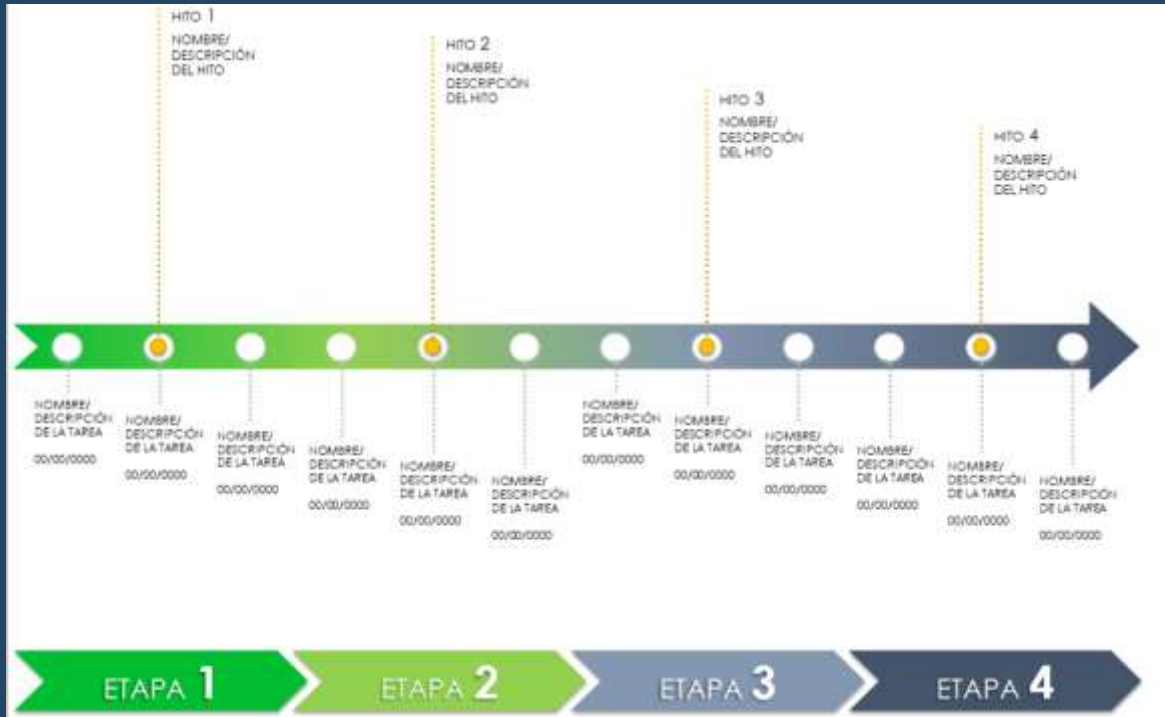 HITO 1
NOMBRE/
DESCRIPCIÓN
DEL HITO
HITO 2
NOMBRE/
DESCRIPCIÓN
DEL HITO
HITO 3
NOMBRE/
DESCRIPCIÓN
DEL HITO
HITO 4
NOMBRE/
DESCRIPCIÓN
DEL HITO
NOMBRE/
DESCRIPCIÓN
DE LA TAREA
00/00/0000
NOMBRE/
DESCRIPCIÓN
DE LA TAREA
00/00/0000
NOMBRE/
DESCRIPCIÓN
DE LA TAREA
00/00/0000
NOMBRE/
DESCRIPCIÓN
DE LA TAREA
00/00/0000
NOMBRE/
DESCRIPCIÓN
DE LA TAREA
00/00/0000
NOMBRE/
DESCRIPCIÓN
DE LA TAREA
00/00/0000
NOMBRE/
DESCRIPCIÓN
DE LA TAREA
00/00/0000
NOMBRE/
DESCRIPCIÓN
DE LA TAREA
00/00/0000
NOMBRE/
DESCRIPCIÓN
DE LA TAREA
00/00/0000
NOMBRE/
DESCRIPCIÓN
DE LA TAREA
00/00/0000
NOMBRE/
DESCRIPCIÓN
DE LA TAREA
00/00/0000
NOMBRE/
DESCRIPCIÓN
DE LA TAREA
00/00/0000
ETAPA 1
ETAPA 2
ETAPA 3
ETAPA 4